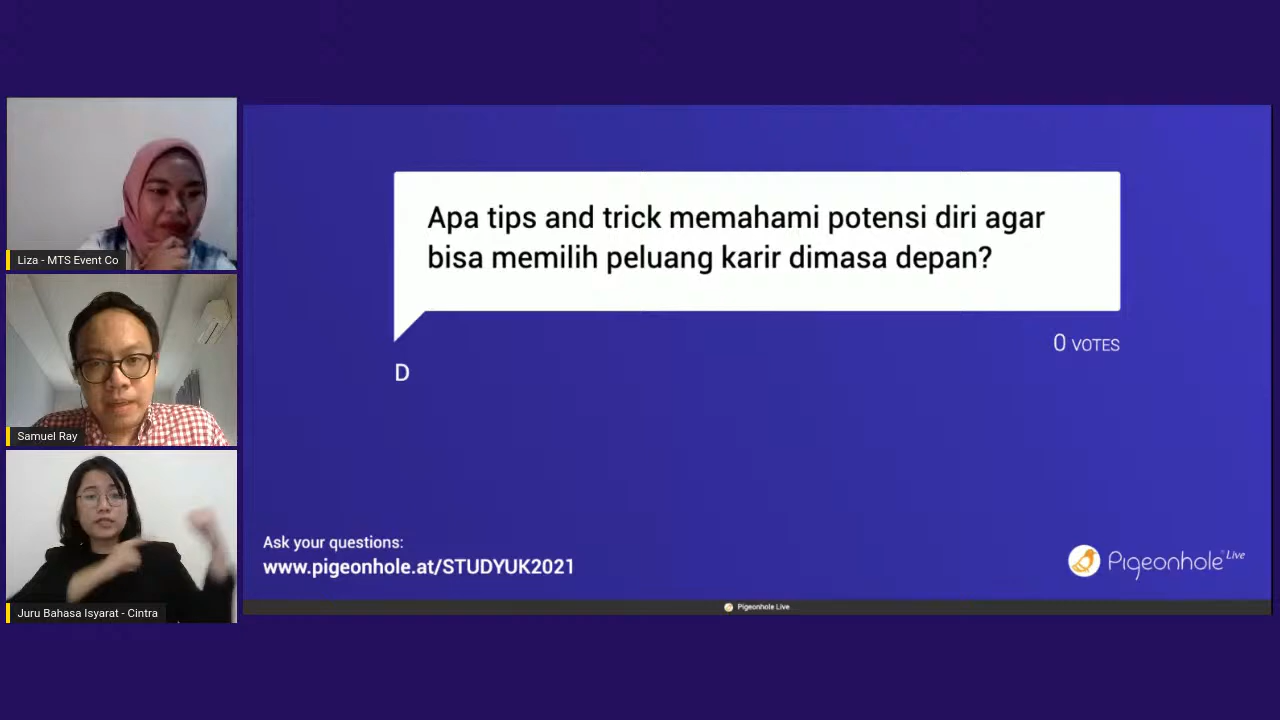 Liza - MTS Event Co
Samuel Ray
Juru Bahasa Isyarat - Cintra
Apa tips and trick memahami potensi diri agar
bisa memilih peluang karir dimasa depan?
0 VOTES
D
Ask your questions:
www.pigeonhole.at/STUDYUK2021
Pigeonhole Live
Pigeonhole Live